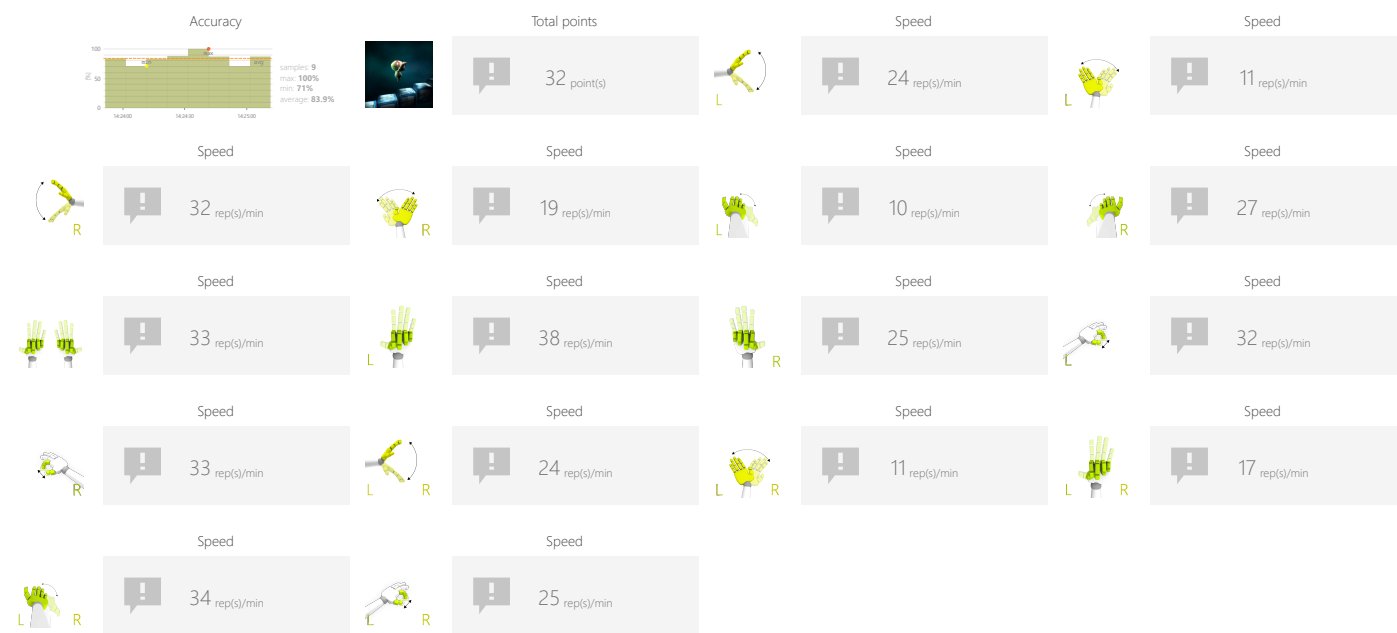 Accuracy
100
50
0
[%]
14:24:00
14:24:30
14:25:00
samples: 9
max: 100%
min: 71%
average: 83.9%
Total points
32 point(s)
Speed
L
24 rep(s)/min
Speed
L
11 rep(s)/min
Speed
R
32 rep(s)/min
Speed
R
19 rep(s)/min
Speed
L
10 rep(s)/min
Speed
R
27 rep(s)/min
Speed
33 rep(s)/min
Speed
L
38 rep(s)/min
Speed
R
25 rep(s)/min
Speed
L
32 rep(s)/min
Speed
R
33 rep(s)/min
Speed
L R
24 rep(s)/min
Speed
L R
11 rep(s)/min
Speed
L R
17 rep(s)/min
Speed
L R
34 rep(s)/min
Speed
L R
25 rep(s)/min